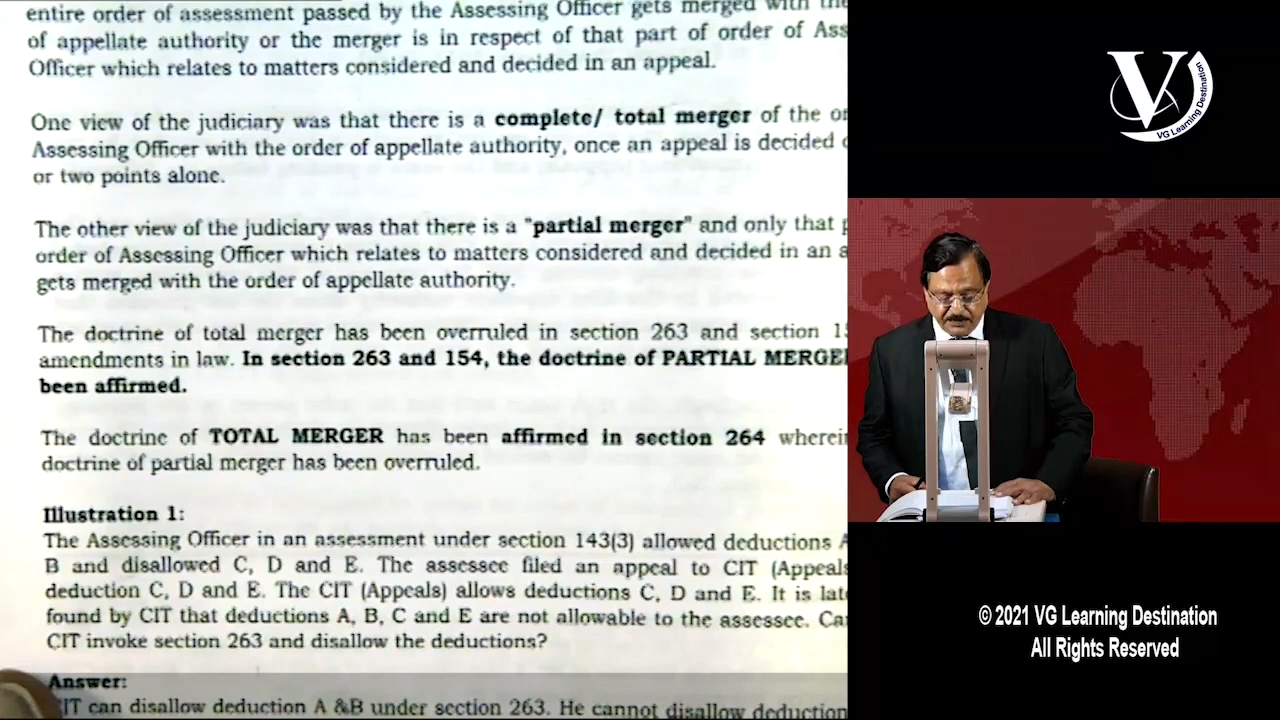 entire order of assessment passed by the Assessing Officer gets merged with the
of appellate authority or the merger is in respect of that part of order of Ass
Officer which relates to matters considered and decided in an appeal.
One view of the judiciary was that there is a complete/ total merger of the
Assessing Officer with the order of appellate authority, once an appeal is decided
or two points alone.
The other view of the judiciary was that there is a "partial merger" and only that
order of Assessing Officer which relates to matters considered and decided in an
gets merged with the order of appellate authority.
The doctrine of total merger has been overruled in section 263 and section
amendments in law. In section 263 and 154, the doctrine of PARTIAL MERGE
been affirmed.
The doctrine of TOTAL MERGER has been affirmed in section 264 wherein
doctrine of partial merger has been overruled.
Illustration 1:
The Assessing Officer in an assessment under section 143(3) allowed deductions A
B and disallowed C, D and E. The assessee filed an appeal to CIT (Appeals
deduction C, D and E. The CIT (Appeals) allows deductions C, D and E. It is late
found by CIT that deductions A, B, C and E are not allowable to the assessee. Ca
CIT invoke section 263 and disallow the deductions?
Answer:
CIT can disallow deduction A &B under section 263. He cannot disallow deduction
V
VG Learning Destination
© 2021 VG Learning Destination
All Rights Reserved